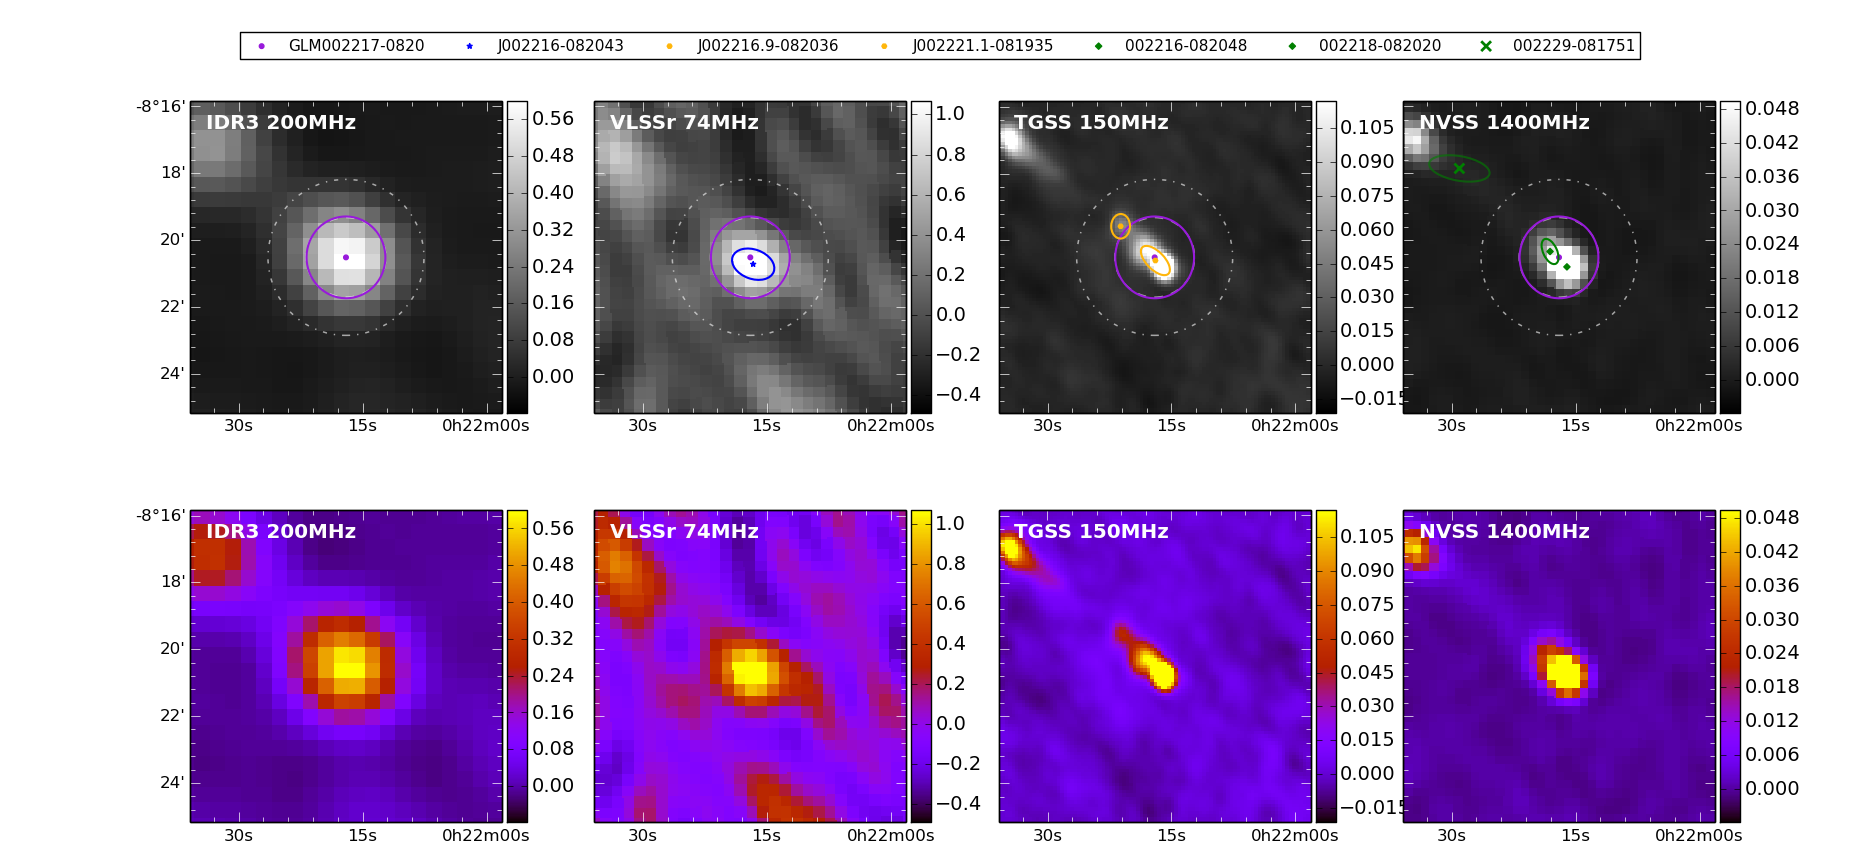 GLM002217-0820 J002216-082043 J002216.9-082036 J002221.1-081935 002216-082048 002218-082020 002229-081751
IDR3 200MHz VLSSr 74MHz TGSS 150MHz NVSS 1400MHz
-8°16' 18' 20' 22' 24'
0.56 0.48 0.40 0.32 0.24 0.16 0.08 0.00
1.0 0.8 0.6 0.4 0.2 0.0 −0.2 −0.4
0.105 0.090 0.075 0.060 0.045 0.030 0.015 0.000 −0.015
0.048 0.042 0.036 0.030 0.024 0.018 0.012 0.006 0.000
30s 15s 0h22m00s 30s 15s 0h22m00s 30s 15s 0h22m00s 30s 15s 0h22m00s
IDR3 200MHz VLSSr 74MHz TGSS 150MHz NVSS 1400MHz
-8°16' 18' 20' 22' 24'
0.56 0.48 0.40 0.32 0.24 0.16 0.08 0.00
1.0 0.8 0.6 0.4 0.2 0.0 −0.2 −0.4
0.105 0.090 0.075 0.060 0.045 0.030 0.015 0.000 −0.015
0.048 0.042 0.036 0.030 0.024 0.018 0.012 0.006 0.000
30s 15s 0h22m00s 30s 15s 0h22m00s 30s 15s 0h22m00s 30s 15s 0h22m00s